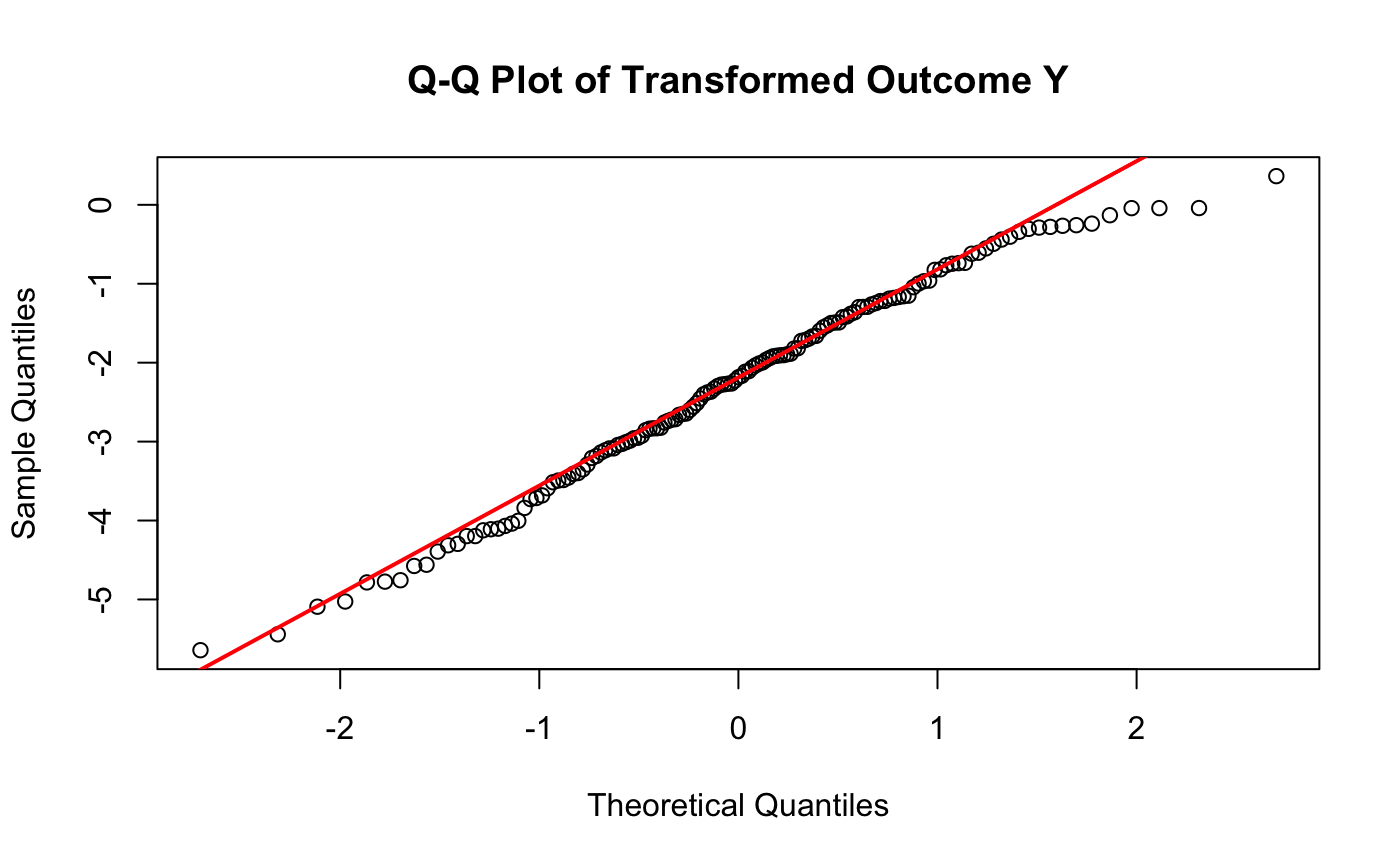 Q-Q Plot of Transformed Outcome Y
0
-1
-2
-3
-4
-5
Sample Quantiles
-2 -1 0 1 2
Theoretical Quantiles